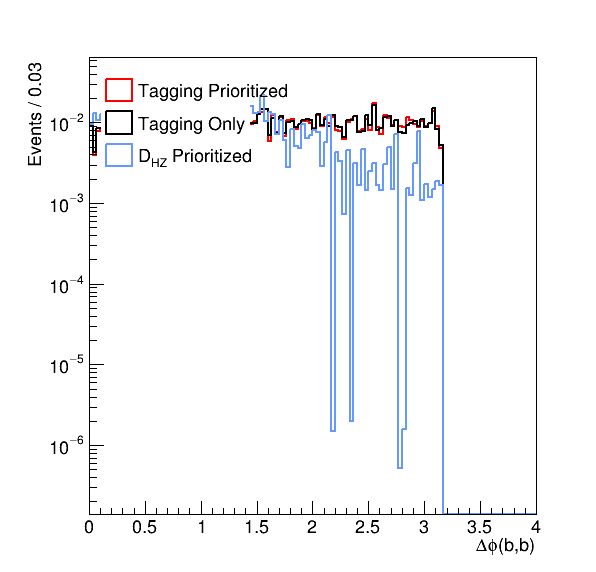 Events / 0.03
Tagging Prioritized
Tagging Only
D_HZ Prioritized
10⁻²
10⁻³
10⁻⁴
10⁻⁵
10⁻⁶
0 0.5 1 1.5 2 2.5 3 3.5 4
Δϕ(b,b)